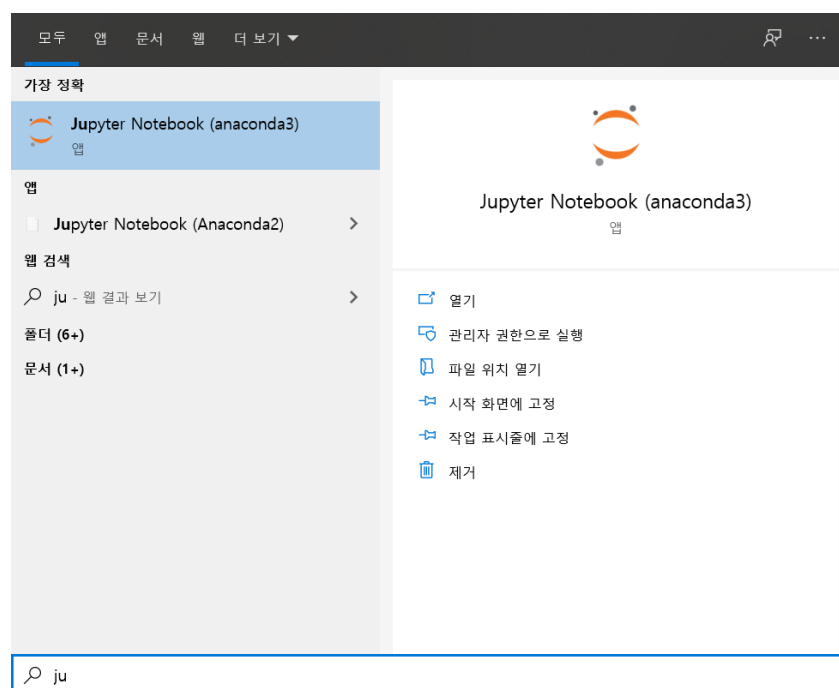 모두 앱 문서 웹 더 보기
가장 정확
Jupyter Notebook (anaconda3)
앱
앱
Jupyter Notebook (Anaconda2)
웹 검색
ju - 웹 결과 보기
폴더 (6+)
문서 (1+)
Jupyter Notebook (anaconda3)
앱
열기
관리자 권한으로 실행
파일 위치 열기
시작 화면에 고정
작업 표시줄에 고정
제거
ju